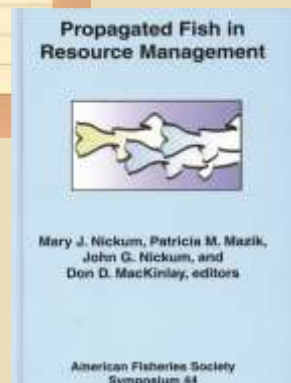 Propagated Fish in
Resource Management
Mary J. Nickum, Patricia M. Mazik,
John G. Nickum, and
Don D. MacKinlay, editors
American Fisheries Society
Symposium 44